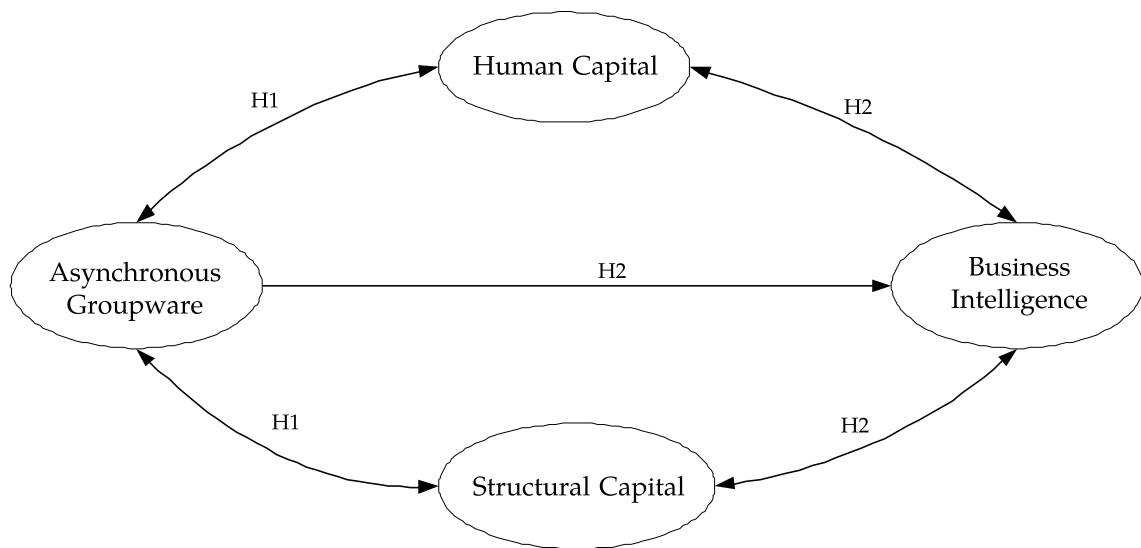 Human Capital
H1
H2
Asynchronous
Groupware
H2
Business
Intelligence
H1
H2
Structural Capital